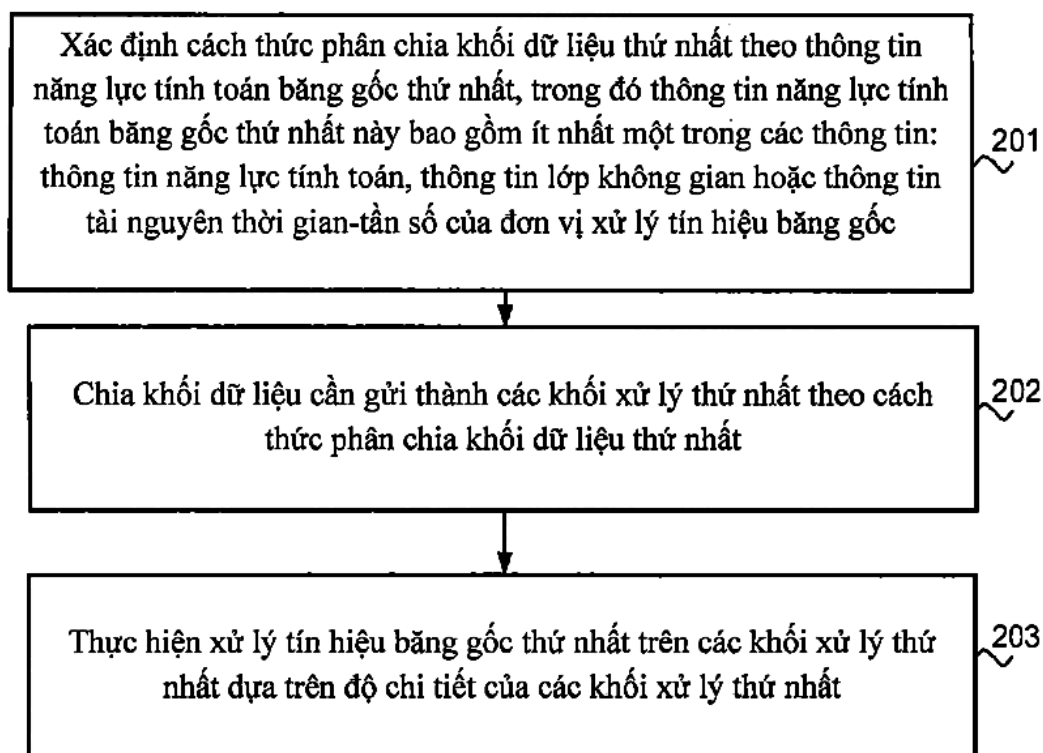 Xác định cách thức phân chia khối dữ liệu thứ nhất theo thông tin
năng lực tính toán băng gốc thứ nhất, trong đó thông tin năng lực tính
toán băng gốc thứ nhất này bao gồm ít nhất một trong các thông tin:
thông tin năng lực tính toán, thông tin lớp không gian hoặc thông tin
tài nguyên thời gian-tần số của đơn vị xử lý tín hiệu băng gốc
201
Chia khối dữ liệu cần gửi thành các khối xử lý thứ nhất theo cách
thức phân chia khối dữ liệu thứ nhất
202
Thực hiện xử lý tín hiệu băng gốc thứ nhất trên các khối xử lý thứ
nhất dựa trên độ chi tiết của các khối xử lý thứ nhất
203